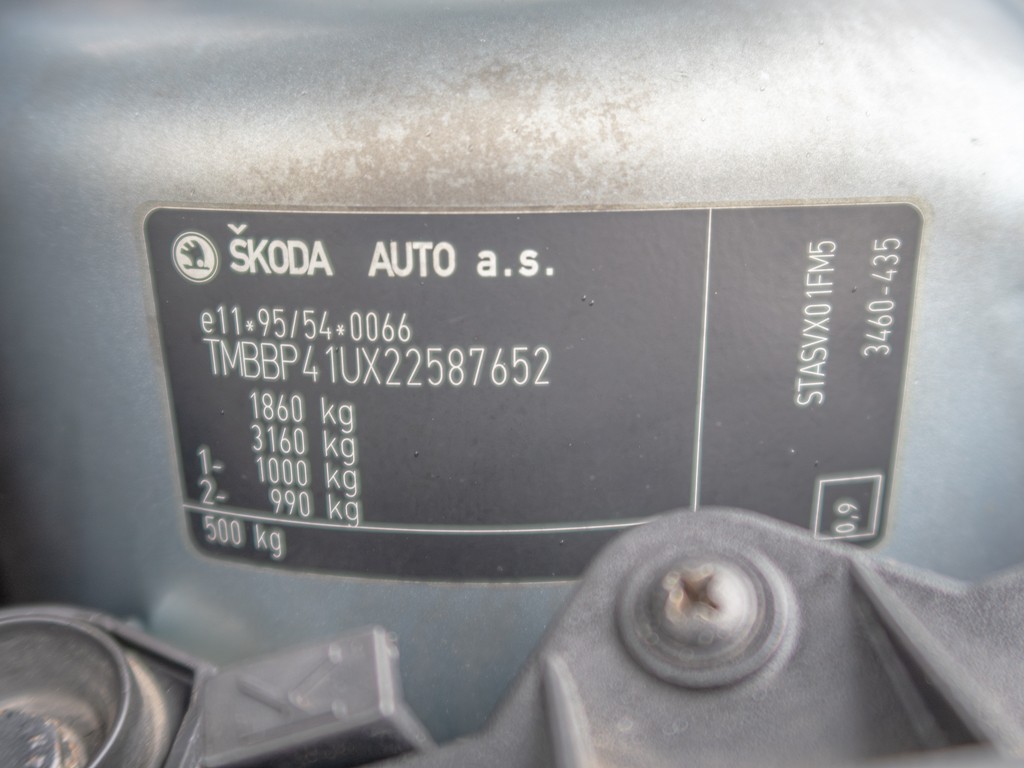 ŠKODA AUTO a.s.
e11*95/54*0066
TMBBP41UX22587652
1860 kg
3160 kg
1- 1000 kg
2- 990 kg
500 kg
STASVX01FM5
3460-435
0,9